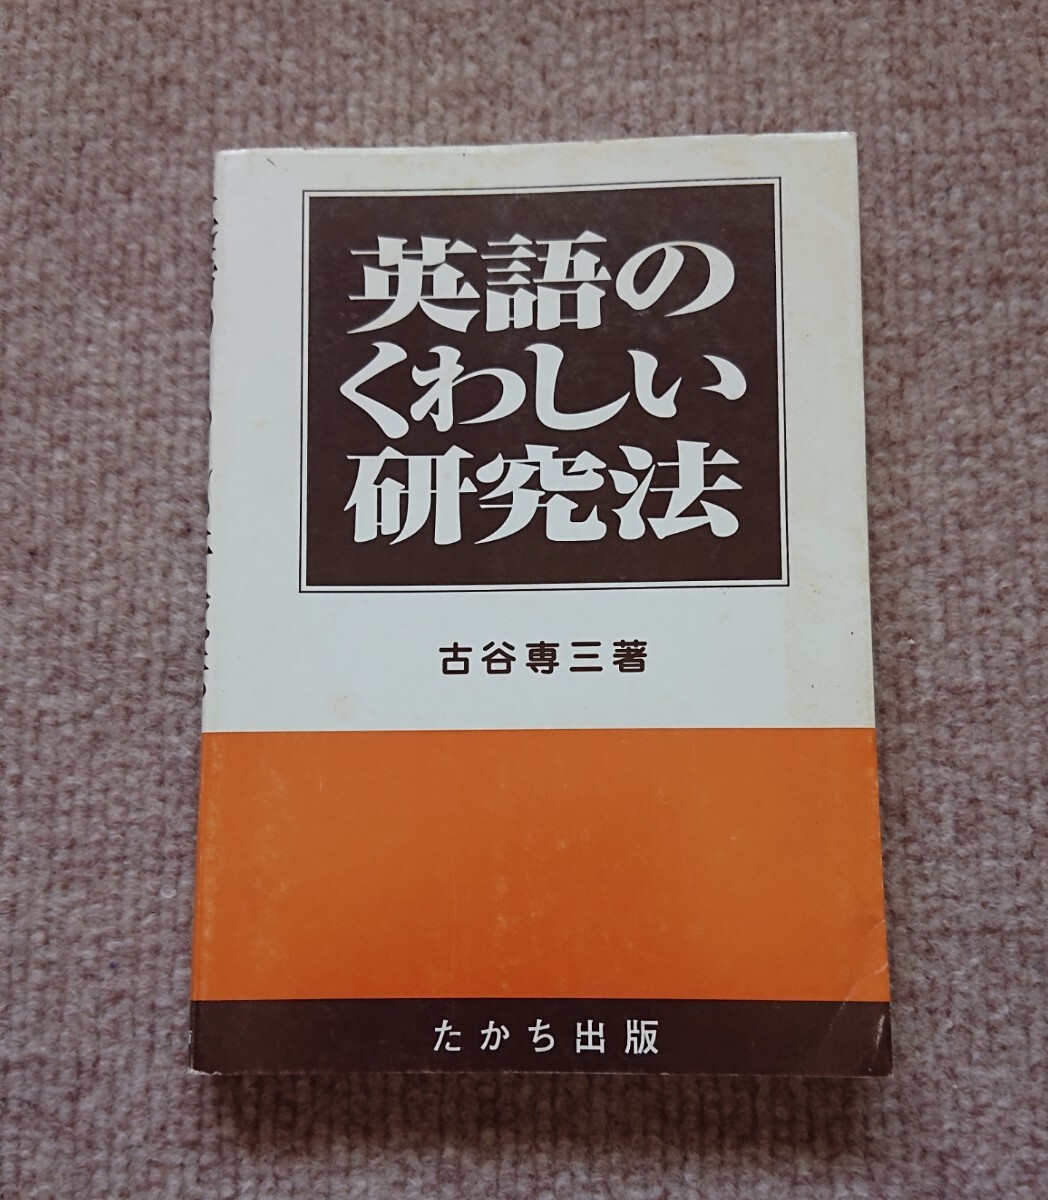 英語の
くわしい
研究法
古谷専三著
たかち出版